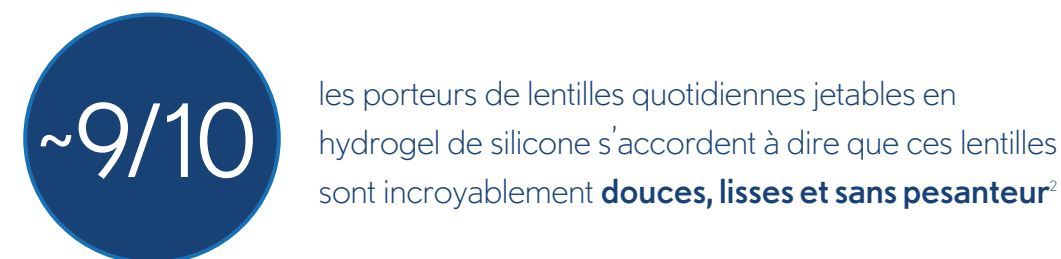 ~9/10
les porteurs de lentilles quotidiennes jetables en
hydrogel de silicone s'accordent à dire que ces lentilles
sont incroyablement douces, lisses et sans pesanteur²